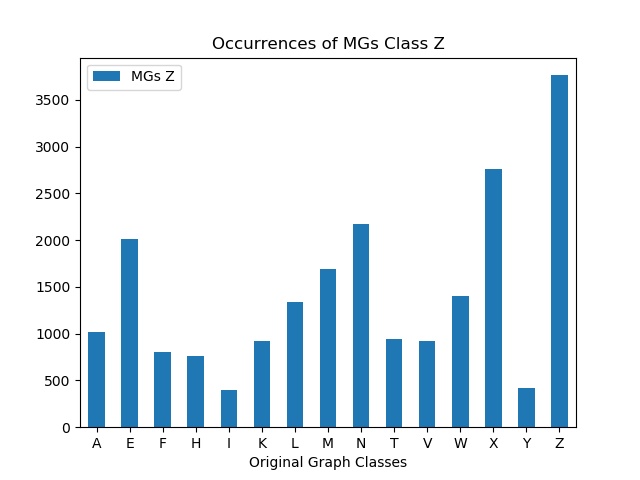 Occurrences of MGs Class Z
MGs Z
3500
3000
2500
2000
1500
1000
500
0
A E F H I K L M N T V W X Y Z
Original Graph Classes